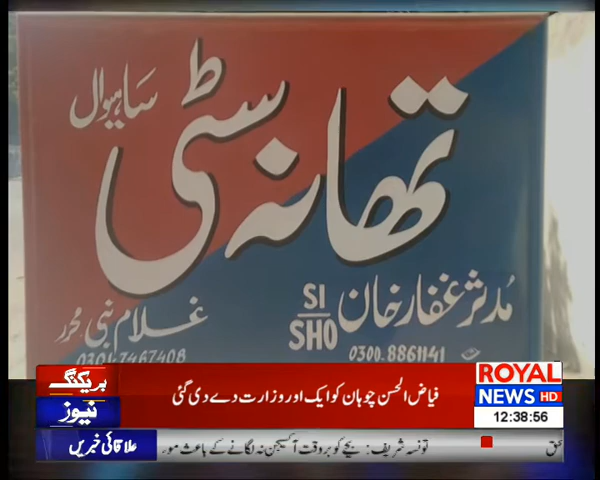 تھانہ سٹی ساہیوال
مدثر غفار خان SI/SHO
0300-8861141
غلام نبی محرر
0301-7467408
بریکنگ نیوز
فیاض الحسن چوہان کو ایک اور وزارت دے دی گئی
ROYAL
NEWS HD
12:38:56
علاقائی خبریں
تونسہ شریف: بچے کو بروقت آکسیجن نہ لگانے کے باعث مور